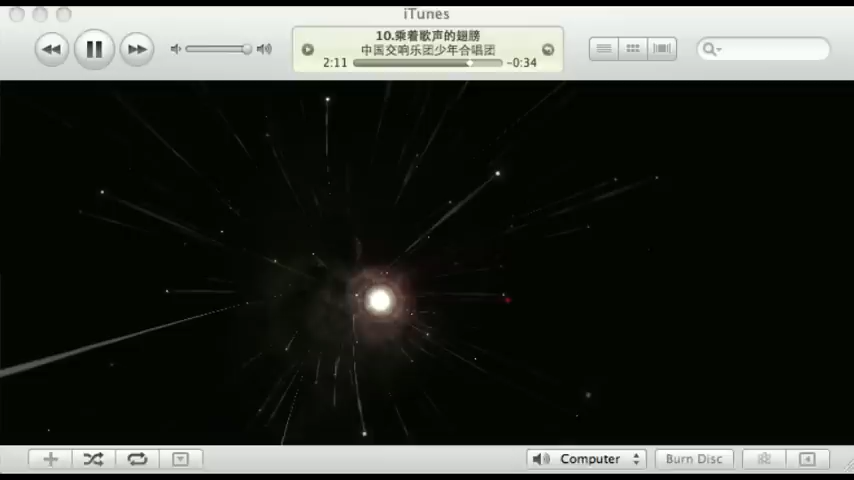 iTunes
10.乘着歌声的翅膀
中国交响乐团少年合唱团
2:11 -0:34
Computer
Burn Disc